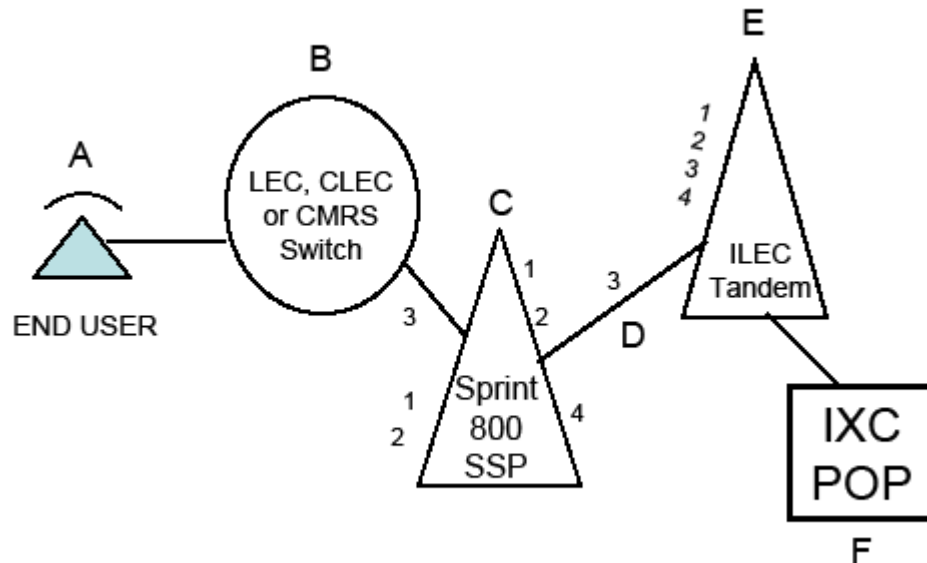 A
END USER
B
LEC, CLEC
or CMRS
Switch
3
C
1
2
1
2
4
Sprint
800
SSP
3
D
E
1
2
3
4
ILEC
Tandem
IXC
POP
F